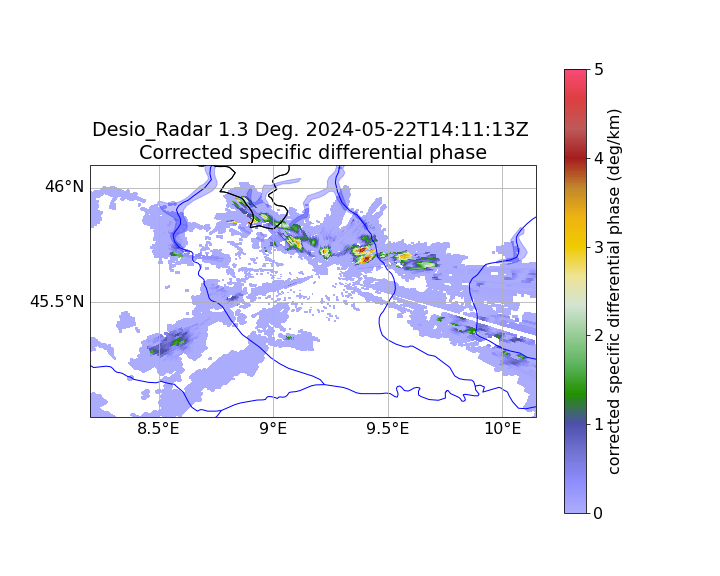 Desio_Radar 1.3 Deg. 2024-05-22T14:11:13Z
Corrected specific differential phase
46°N
45.5°N
8.5°E
9°E
9.5°E
10°E
5
4
3
2
1
0
corrected specific differential phase (deg/km)